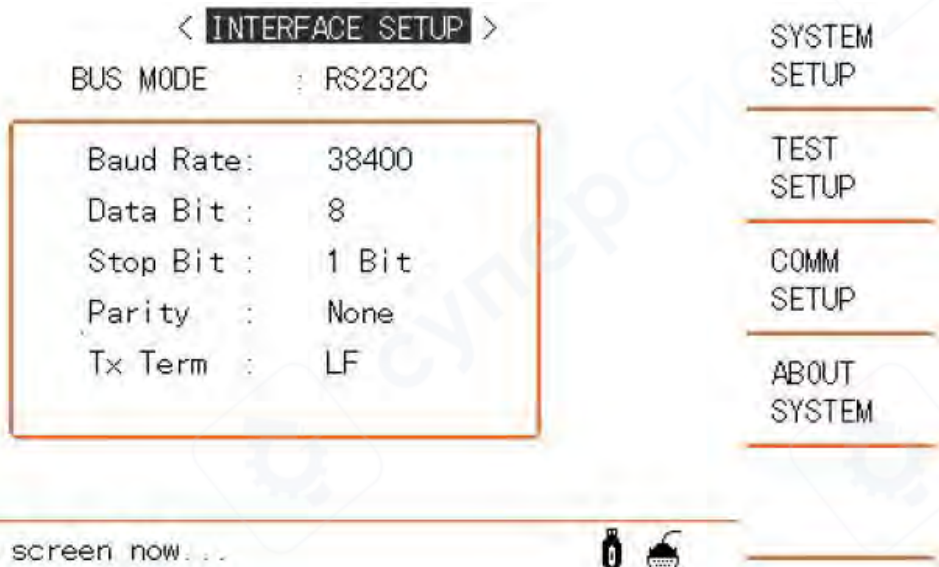 < INTERFACE SETUP >
BUS MODE : RS232C
Baud Rate: 38400
Data Bit : 8
Stop Bit : 1 Bit
Parity : None
Tx Term : LF
screen now...
SYSTEM
SETUP
TEST
SETUP
COMM
SETUP
ABOUT
SYSTEM
суперайс